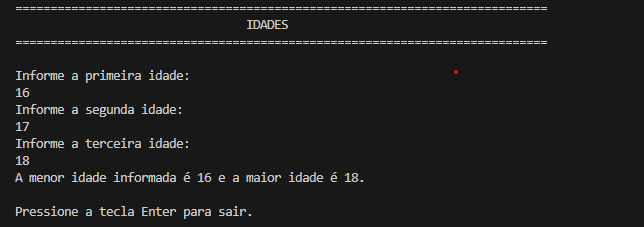 ============================================================================
IDADES
============================================================================
Informe a primeira idade:
16
Informe a segunda idade:
17
Informe a terceira idade:
18
A menor idade informada é 16 e a maior idade é 18.
Pressione a tecla Enter para sair.